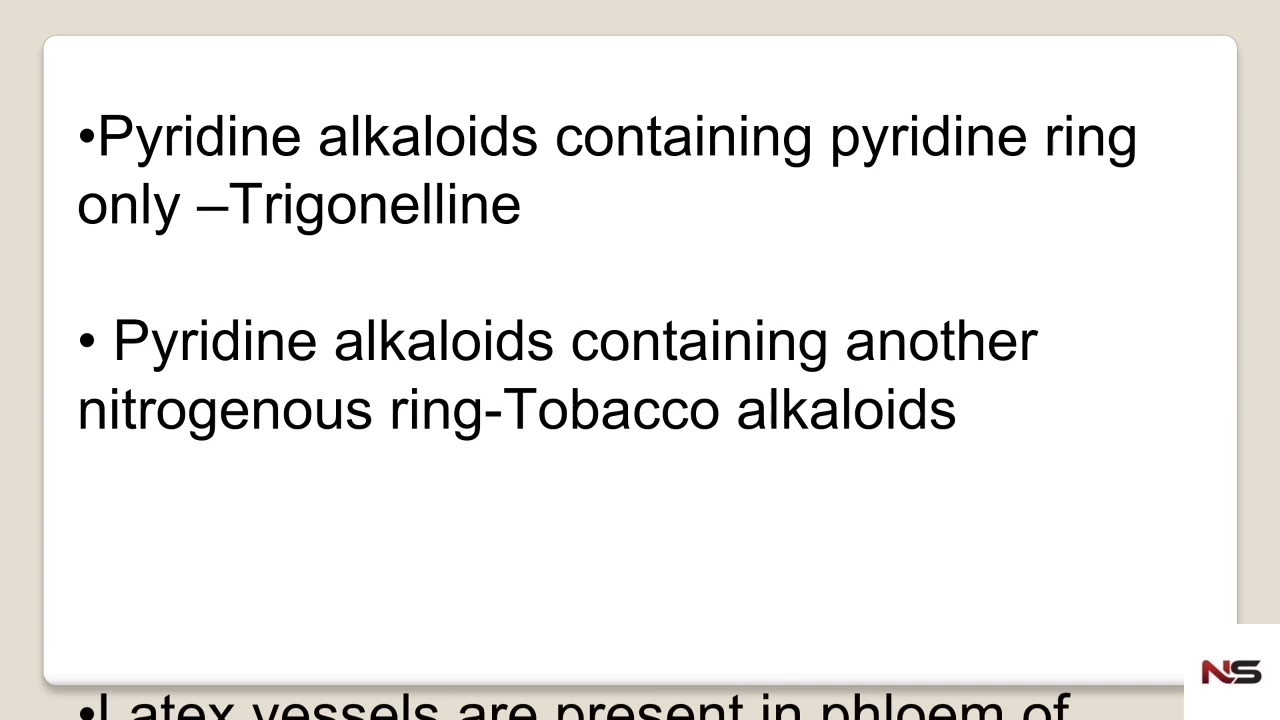 •Pyridine alkaloids containing pyridine ring
only –Trigonelline
• Pyridine alkaloids containing another
nitrogenous ring-Tobacco alkaloids
•Latex vessels are present in phloem of
NS